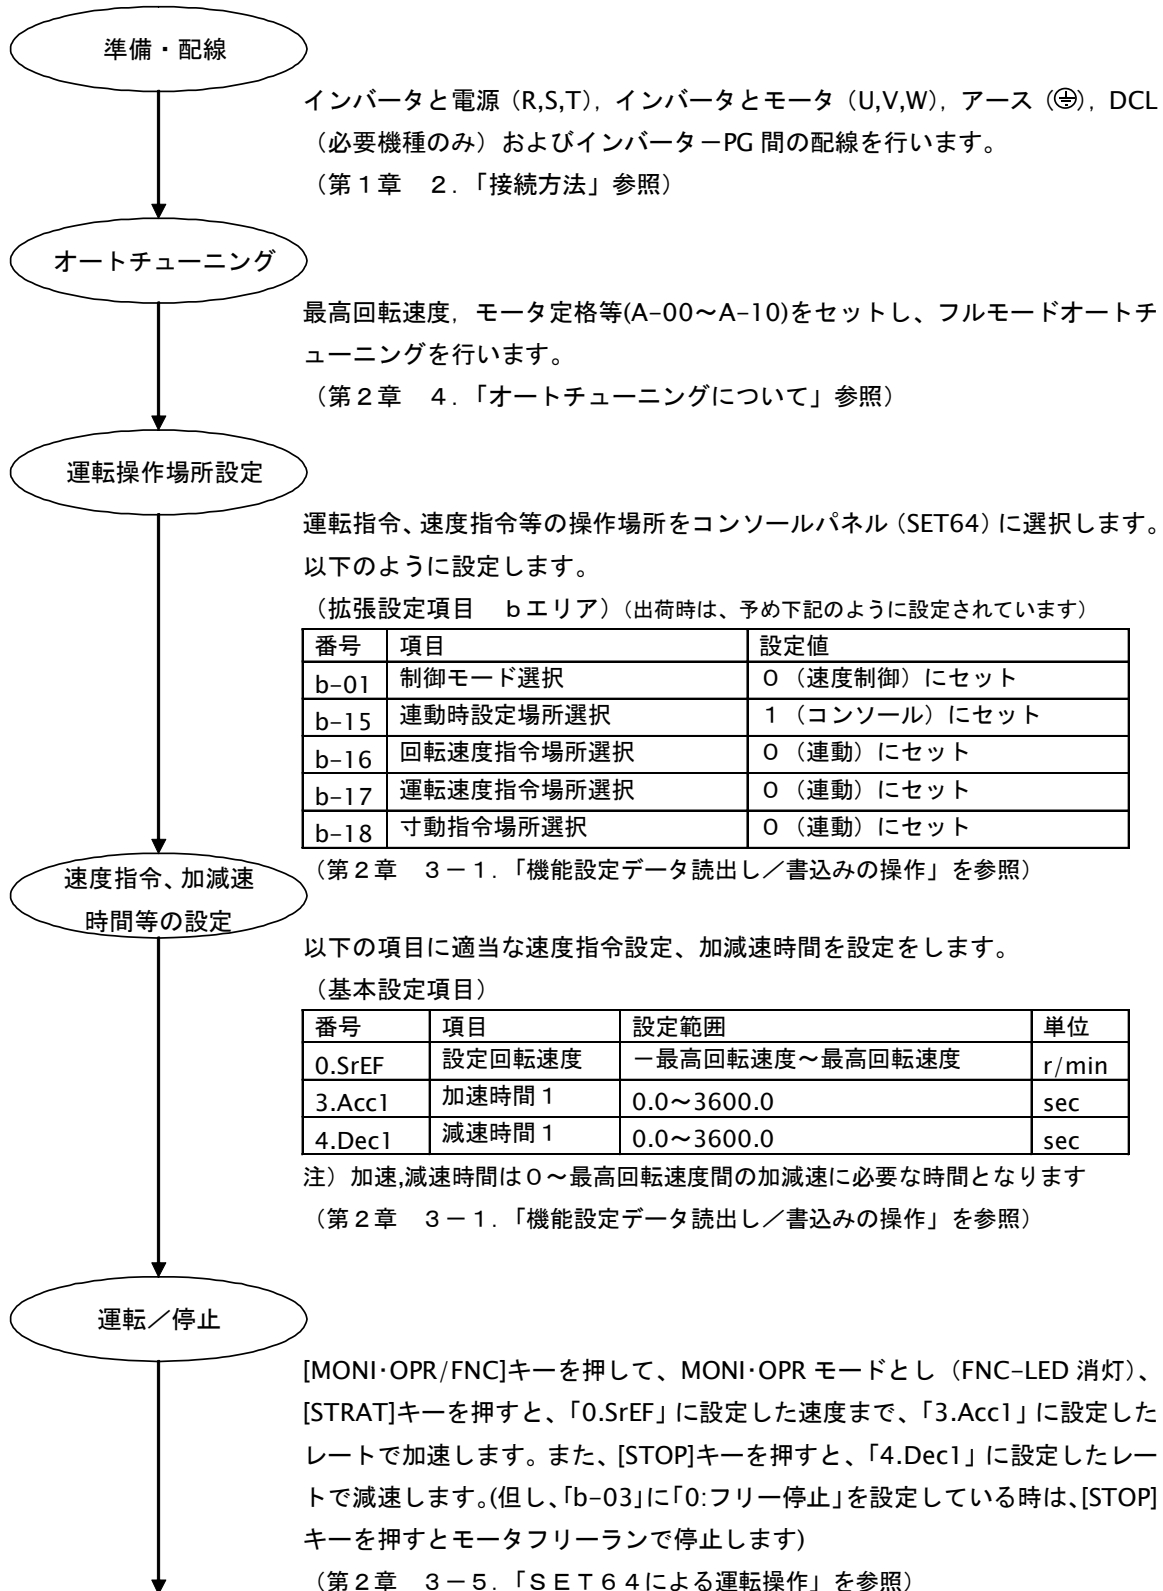 準備・配線
インバータと電源（R,S,T），インバータとモータ（U,V,W），アース（⏚），DCL
（必要機種のみ）およびインバーター－PG 間の配線を行います。
（第１章　２．「接続方法」参照）
オートチューニング
最高回転速度，モータ定格等(A−00～A−10)をセットし、フルモードオートチ
ューニングを行います。
（第２章　４．「オートチューニングについて」参照）
運転操作場所設定
運転指令、速度指令等の操作場所をコンソールパネル（SET64）に選択します。
以下のように設定します。
（拡張設定項目　ｂエリア）（出荷時は、予め下記のように設定されています）
番号 項目 設定値
b−01 制御モード選択 ０（速度制御）にセット
b−15 連動時設定場所選択 １（コンソール）にセット
b−16 回転速度指令場所選択 ０（連動）にセット
b−17 運転速度指令場所選択 ０（連動）にセット
b−18 寸動指令場所選択 ０（連動）にセット
（第２章　３－１．「機能設定データ読出し／書込みの操作」を参照）
速度指令、加減速
時間等の設定
以下の項目に適当な速度指令設定、加減速時間を設定をします。
（基本設定項目）
番号 項目 設定範囲 単位
0.SrEF 設定回転速度 －最高回転速度～最高回転速度 r/min
3.Acc1 加速時間１ 0.0～3600.0 sec
4.Dec1 減速時間１ 0.0～3600.0 sec
注）加速,減速時間は０～最高回転速度間の加減速に必要な時間となります
（第２章　３－１．「機能設定データ読出し／書込みの操作」を参照）
運転／停止
[MONI･OPR/FNC]キーを押して、MONI･OPR モードとし（FNC−LED 消灯）、
[STRAT]キーを押すと、「0.SrEF」に設定した速度まで、「3.Acc1」に設定した
レートで加速します。また、[STOP]キーを押すと、「4.Dec1」に設定したレー
トで減速します。(但し、「b−03」に「0:フリー停止」を設定している時は、[STOP]
キーを押すとモータフリーランで停止します)
（第２章　３－５．「ＳＥＴ６４による運転操作」を参照）